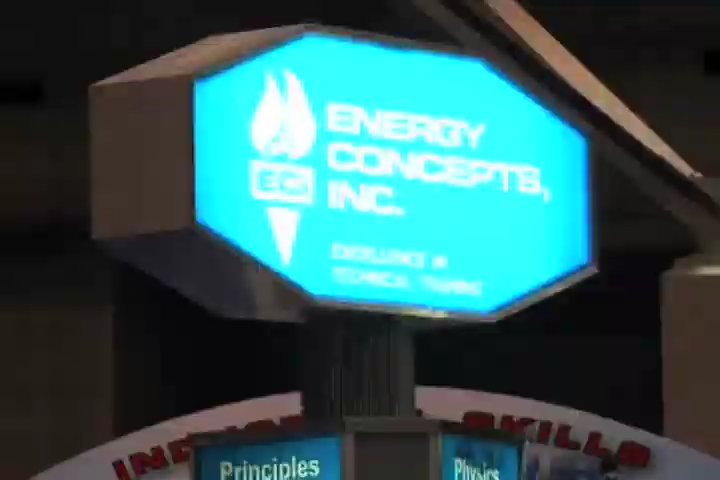 ENERGY
CONCEPTS,
INC.
ECI
EXCELLENCE IN
TECHNICAL TRAINING
SKILLS
Principles
Physics